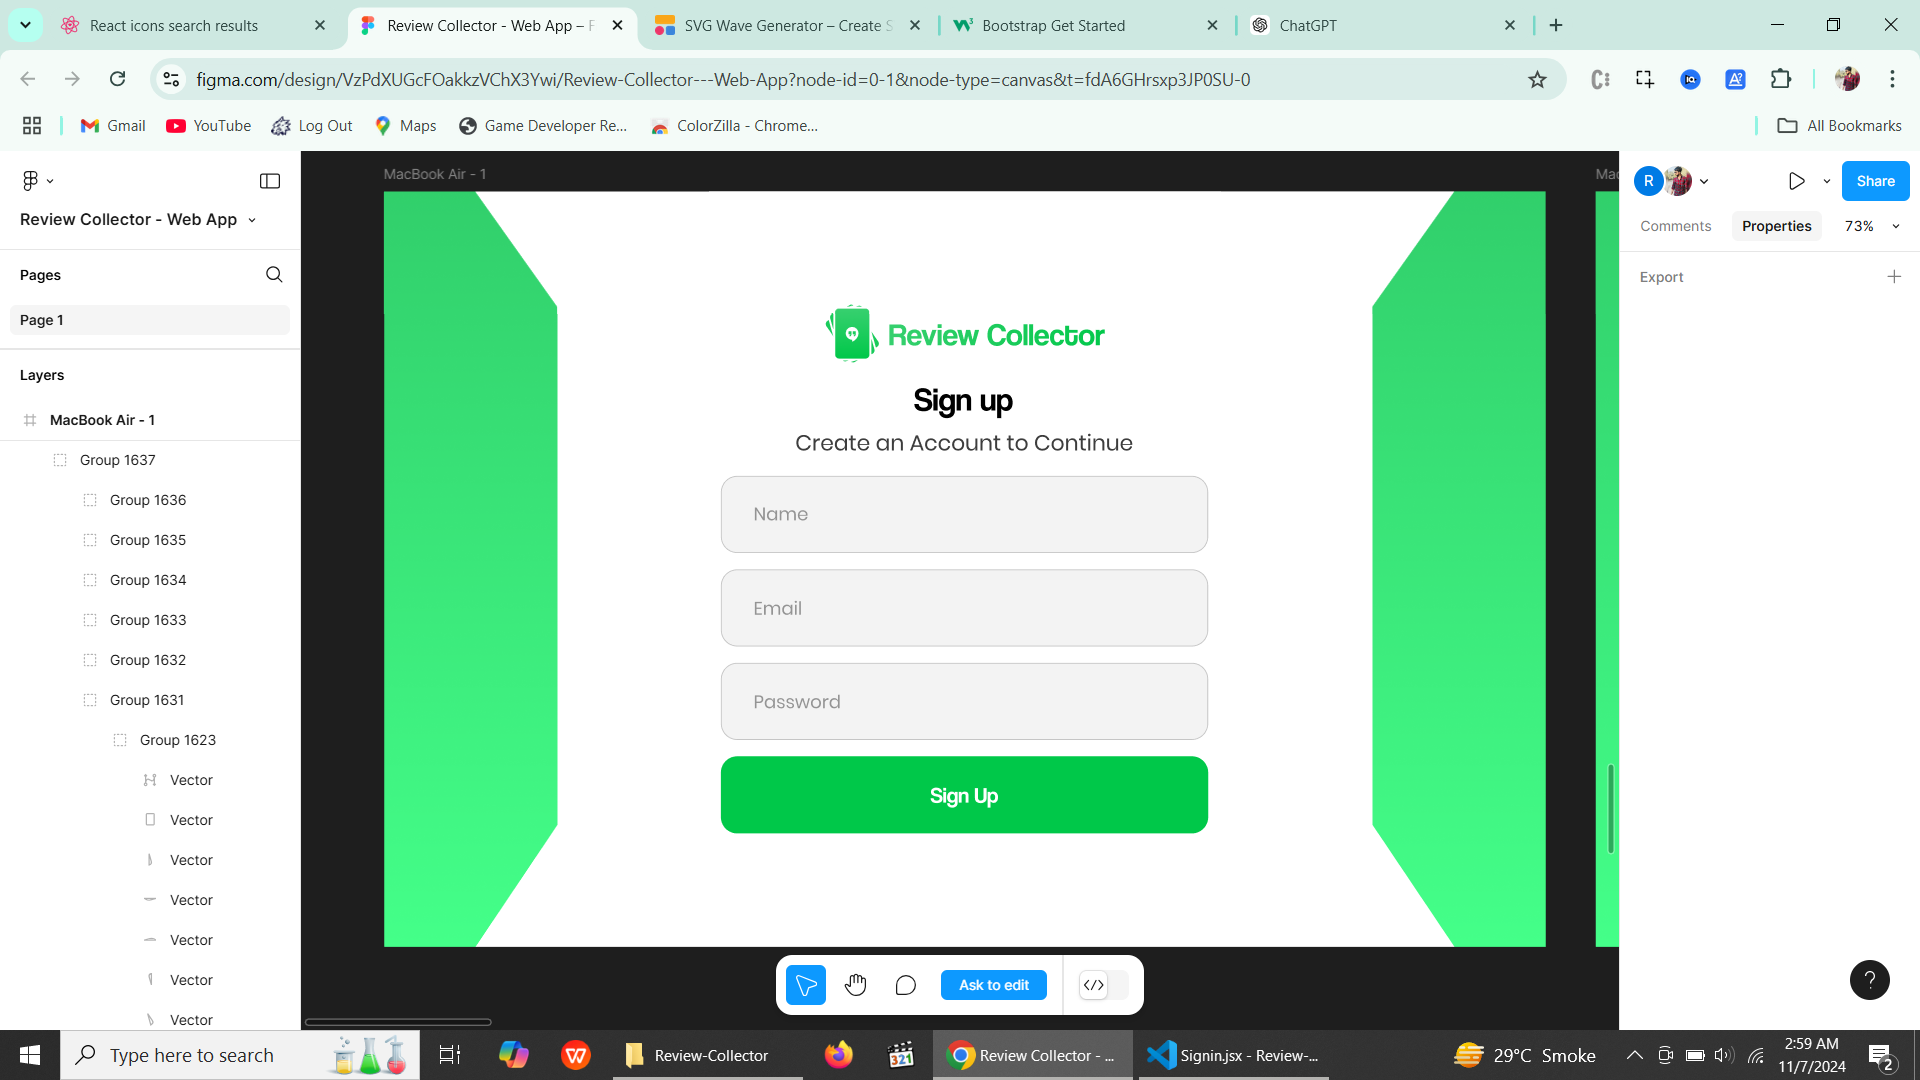 React icons search results
Review Collector - Web App – F
SVG Wave Generator – Create S
Bootstrap Get Started
ChatGPT
figma.com/design/VzPdXUGcFOakkzVChX3Ywi/Review-Collector---Web-App?node-id=0-1&node-type=canvas&t=fdA6GHrsxp3JP0SU-0
Gmail
YouTube
Log Out
Maps
Game Developer Re...
ColorZilla - Chrome...
All Bookmarks
Review Collector - Web App
Pages
Page 1
Layers
MacBook Air - 1
Group 1637
Group 1636
Group 1635
Group 1634
Group 1633
Group 1632
Group 1631
Group 1623
Vector
Vector
Vector
Vector
Vector
Vector
Vector
MacBook Air - 1
Mac
Review Collector
Sign up
Create an Account to Continue
Name
Email
Password
Sign Up
Ask to edit
R
Share
Comments
Properties
73%
Export
?
Type here to search
Review-Collector
321
Review Collector - ...
Signin.jsx - Review-...
29°C Smoke
2:59 AM
11/7/2024
2